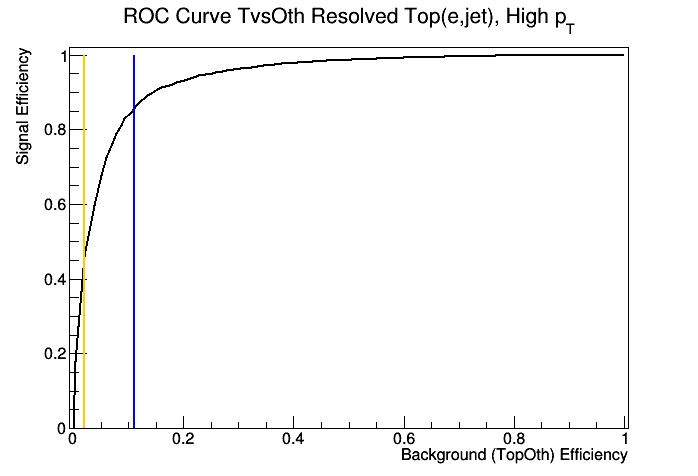 ROC Curve TvsOth Resolved Top(e,jet), High p_T
Signal Efficiency
1
0.8
0.6
0.4
0.2
0
0 0.2 0.4 0.6 0.8 1
Background (TopOth) Efficiency